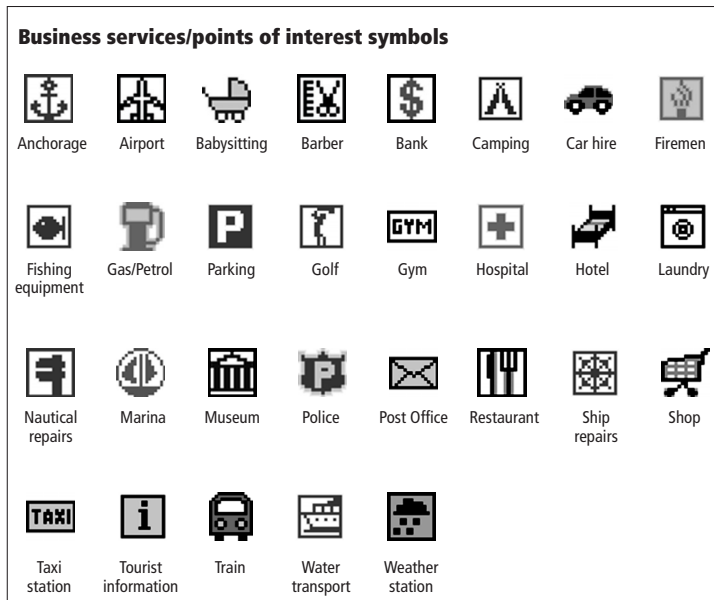 Business services/points of interest symbols
$
Anchorage Airport Babysitting Barber Bank Camping Car hire Firemen
P GYM
Fishing equipment Gas/Petrol Parking Golf Gym Hospital Hotel Laundry
P
Nautical repairs Marina Museum Police Post Office Restaurant Ship repairs Shop
TAXI i
Taxi station Tourist information Train Water transport Weather station